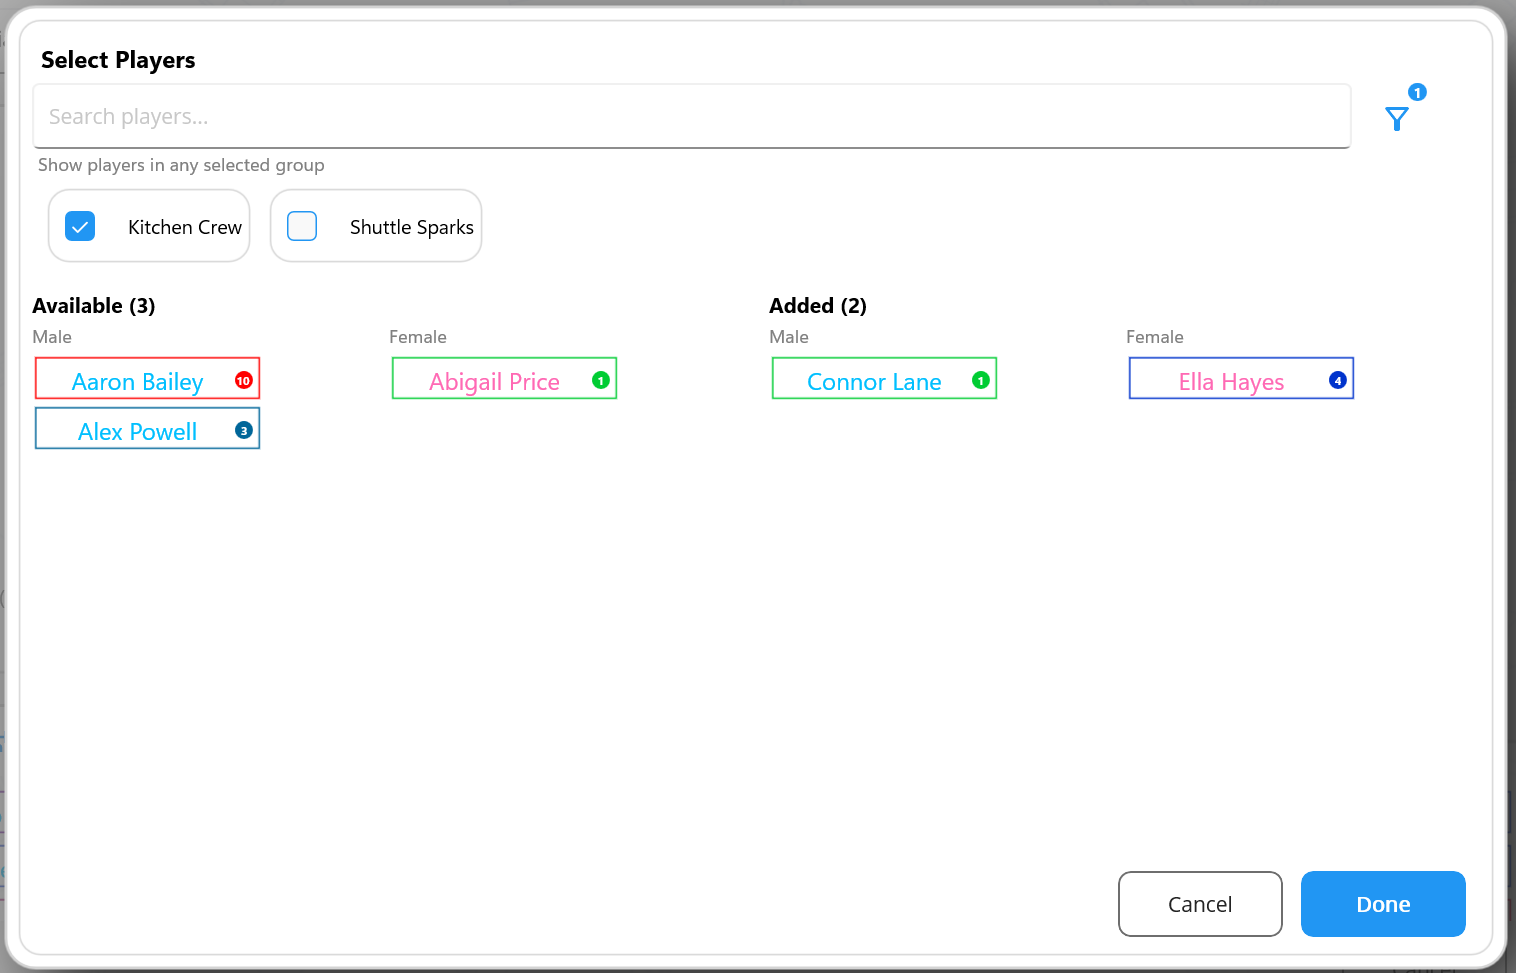 Select Players
Search players...
1
Show players in any selected group
Kitchen Crew
Shuttle Sparks
Available (3)
Added (2)
Male
Female
Male
Female
Aaron Bailey 10
Abigail Price 1
Connor Lane 1
Ella Hayes 4
Alex Powell 3
Cancel
Done